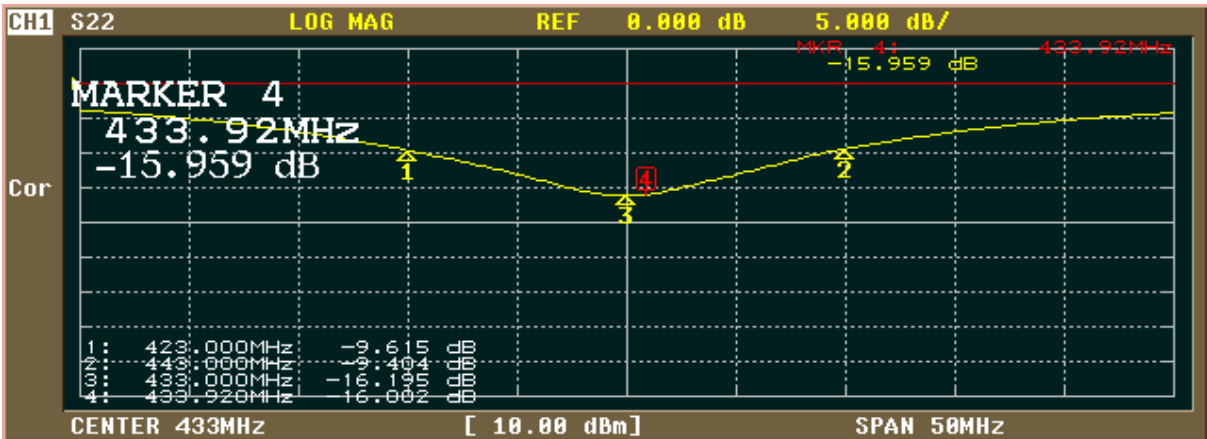 CH1 S22 LOG MAG REF 0.000 dB 5.000 dB/
MKR 4: 433.92MHz
-15.959 dB
MARKER 4
433.92MHz
-15.959 dB
Cor
1
2
3
4
1: 423.000MHz -9.615 dB
2: 443.000MHz -9.404 dB
3: 433.000MHz -16.195 dB
4: 433.920MHz -16.002 dB
CENTER 433MHz [ 10.00 dBm] SPAN 50MHz